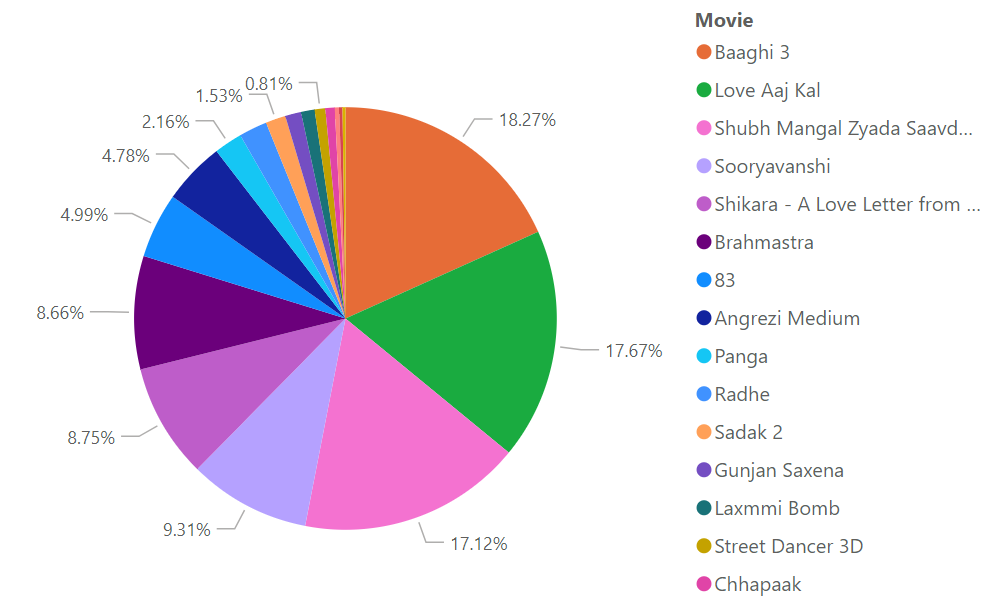 Movie
Baaghi 3
Love Aaj Kal
Shubh Mangal Zyada Saavd...
Sooryavanshi
Shikara - A Love Letter from ...
Brahmastra
83
Angrezi Medium
Panga
Radhe
Sadak 2
Gunjan Saxena
Laxmmi Bomb
Street Dancer 3D
Chhapaak
18.27%
17.67%
17.12%
9.31%
8.75%
8.66%
4.99%
4.78%
2.16%
1.53%
0.81%